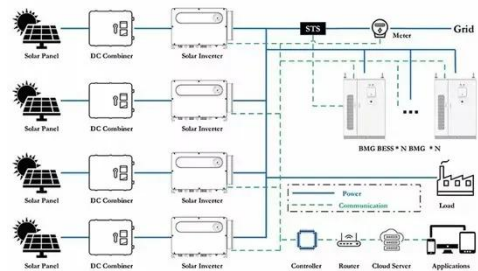 STS
Meter
Grid
Solar Panel DC Combiner Solar Inverter
Solar Panel DC Combiner Solar Inverter
BMG BESS * N BMG * N
Solar Panel DC Combiner Solar Inverter
Power
Communication
Load
Solar Panel DC Combiner Solar Inverter
Controller Router Cloud Server Applications